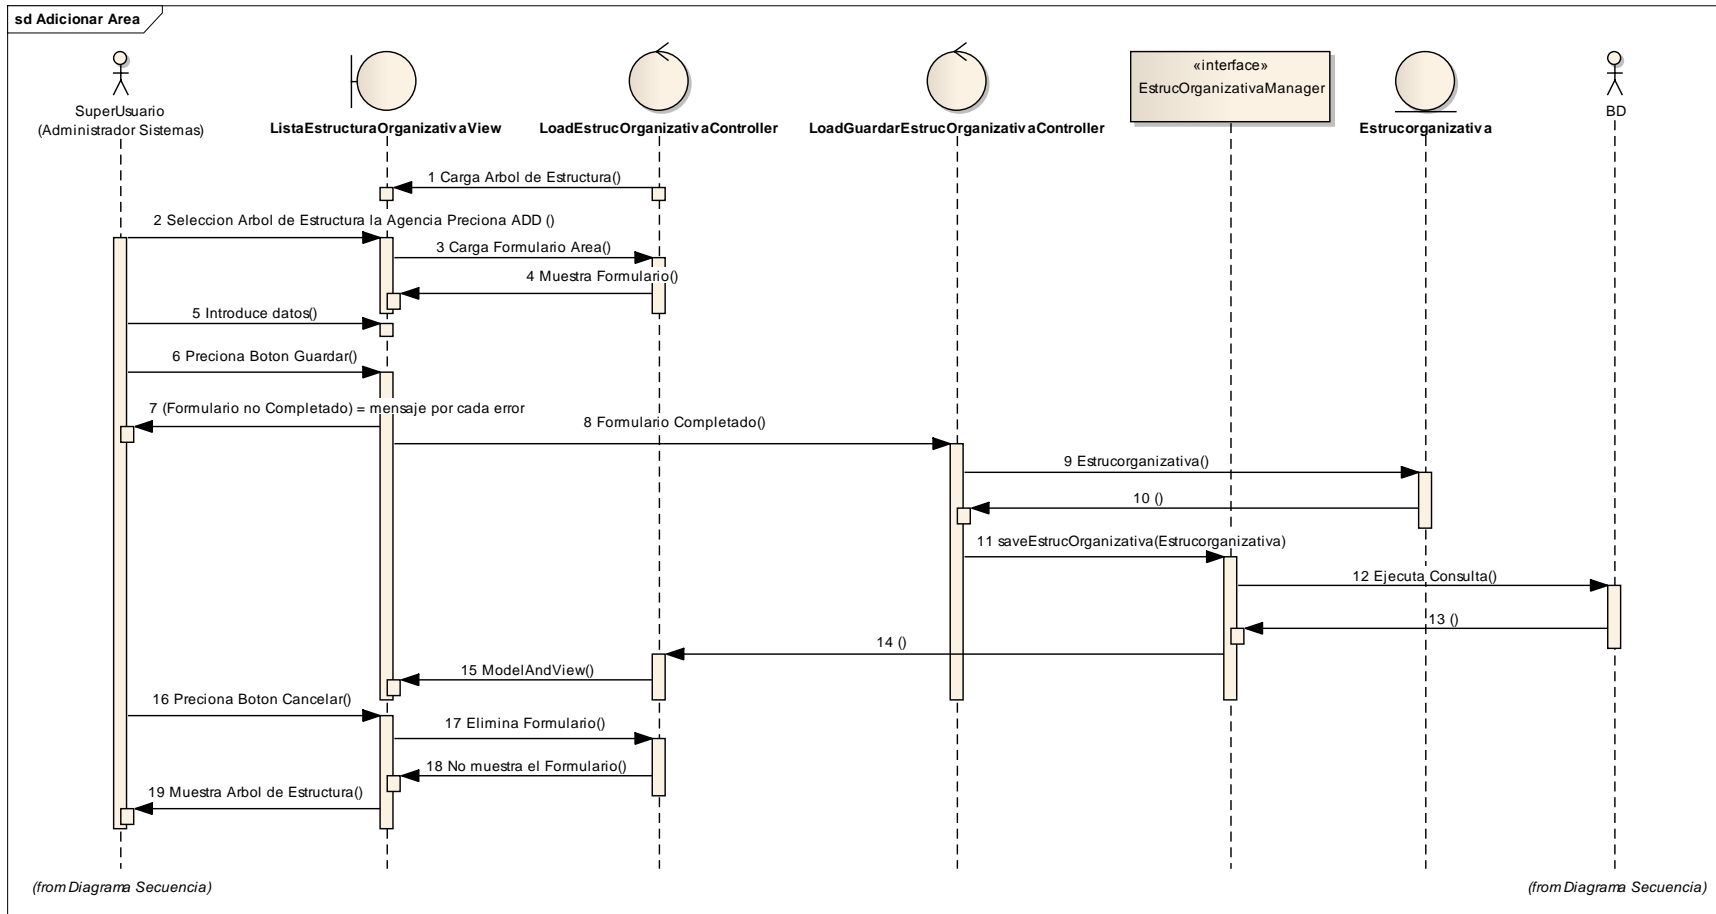 sd Adicionar Area
SuperUsuario
(Administrador Sistemas)
ListaEstructuraOrganizativaView
LoadEstrucOrganizativaController
LoadGuardarEstrucOrganizativaController
«interface»
EstrucOrganizativaManager
Estrucorganizativa
BD
1 Carga Arbol de Estructura()
2 Seleccion Arbol de Estructura la Agencia Preciona ADD ()
3 Carga Formulario Area()
4 Muestra Formulario()
5 Introduce datos()
6 Preciona Boton Guardar()
7 (Formulario no Completado) = mensaje por cada error
8 Formulario Completado()
9 Estrucorganizativa()
10 ()
11 saveEstrucOrganizativa(Estrucorganizativa)
12 Ejecuta Consulta()
13 ()
14 ()
15 ModelAndView()
16 Preciona Boton Cancelar()
17 Elimina Formulario()
18 No muestra el Formulario()
19 Muestra Arbol de Estructura()
(from Diagrama Secuencia)
(from Diagrama Secuencia)